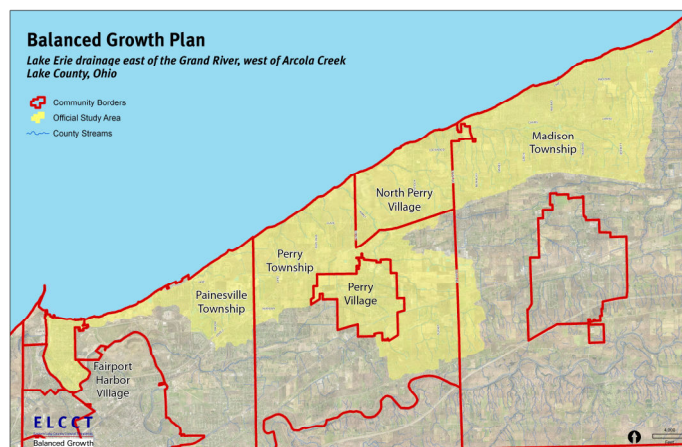 Balanced Growth Plan
Lake Erie drainage east of the Grand River, west of Arcola Creek
Lake County, Ohio
Community Borders
Official Study Area
County Streams
Madison
Township
North Perry
Village
Perry
Township
Perry
Village
Painesville
Township
Fairport
Harbor
Village
ELCCT
Balanced Growth